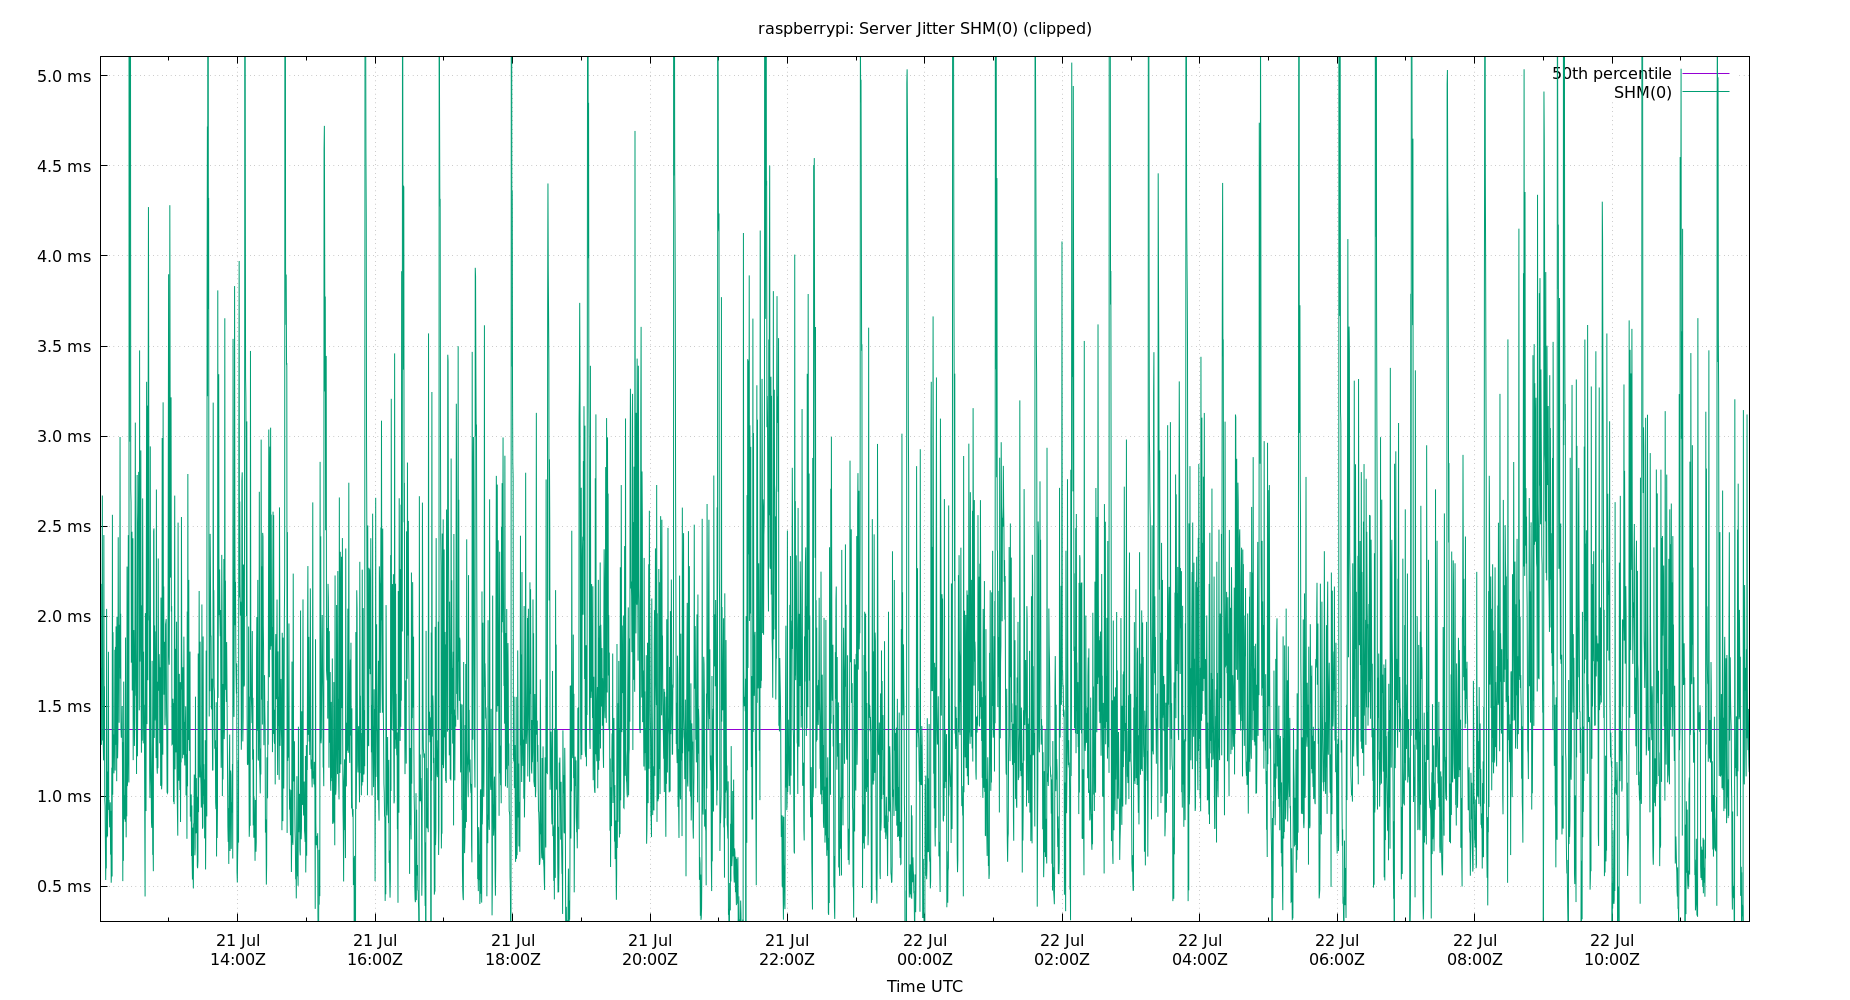 raspberrypi: Server Jitter SHM(0) (clipped)
50th percentile
SHM(0)
5.0 ms
4.5 ms
4.0 ms
3.5 ms
3.0 ms
2.5 ms
2.0 ms
1.5 ms
1.0 ms
0.5 ms
21 Jul 21 Jul 21 Jul 21 Jul 21 Jul 22 Jul 22 Jul 22 Jul 22 Jul 22 Jul 22 Jul
14:00Z 16:00Z 18:00Z 20:00Z 22:00Z 00:00Z 02:00Z 04:00Z 06:00Z 08:00Z 10:00Z
Time UTC